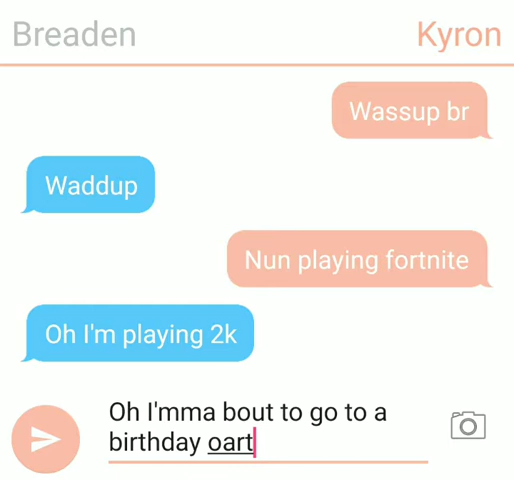 Breaden
Kyron
Wassup br
Waddup
Nun playing fortnite
Oh I'm playing 2k
Oh I'mma bout to go to a
birthday oart